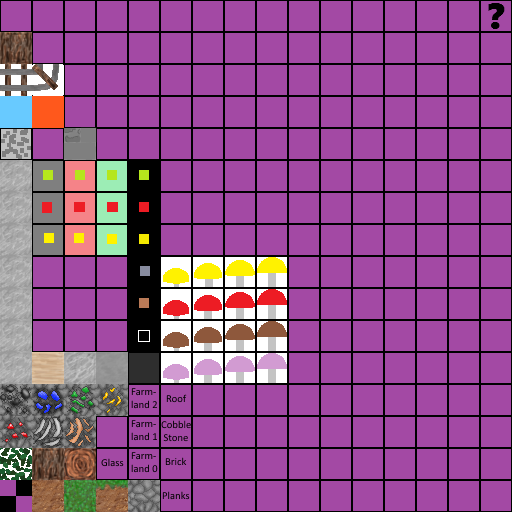 ?
Farm-
land 2
Roof
Farm-
land 1
Cobble
Stone
Glass
Farm-
land 0
Brick
Planks